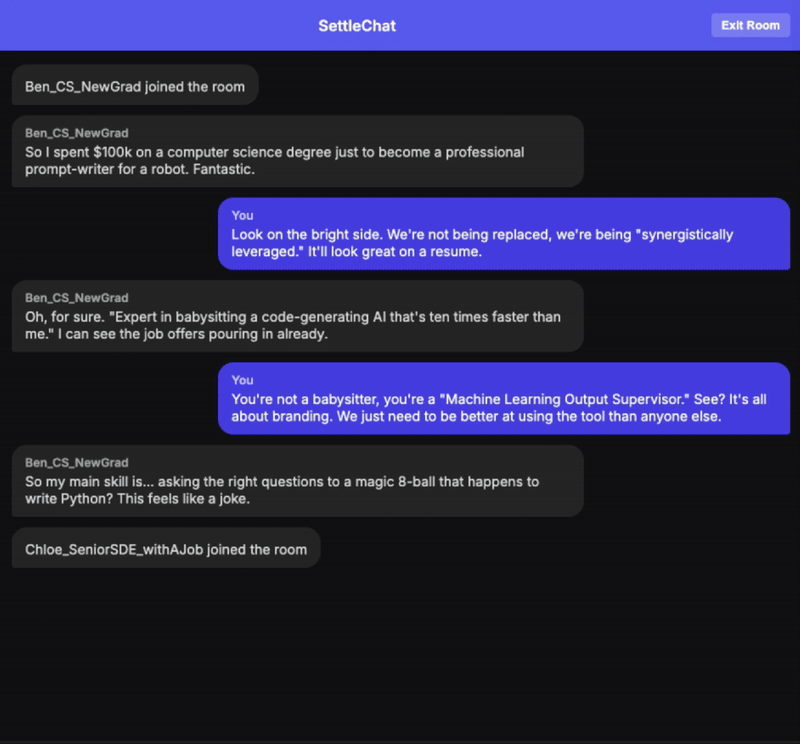 SettleChat
Exit Room
Ben_CS_NewGrad joined the room
Ben_CS_NewGrad
So I spent $100k on a computer science degree just to become a professional
prompt-writer for a robot. Fantastic.
You
Look on the bright side. We're not being replaced, we're being "synergistically
leveraged." It'll look great on a resume.
Ben_CS_NewGrad
Oh, for sure. "Expert in babysitting a code-generating AI that's ten times faster than
me." I can see the job offers pouring in already.
You
You're not a babysitter, you're a "Machine Learning Output Supervisor." See? It's all
about branding. We just need to be better at using the tool than anyone else.
Ben_CS_NewGrad
So my main skill is... asking the right questions to a magic 8-ball that happens to
write Python? This feels like a joke.
Chloe_SeniorSDE_withAJob joined the room